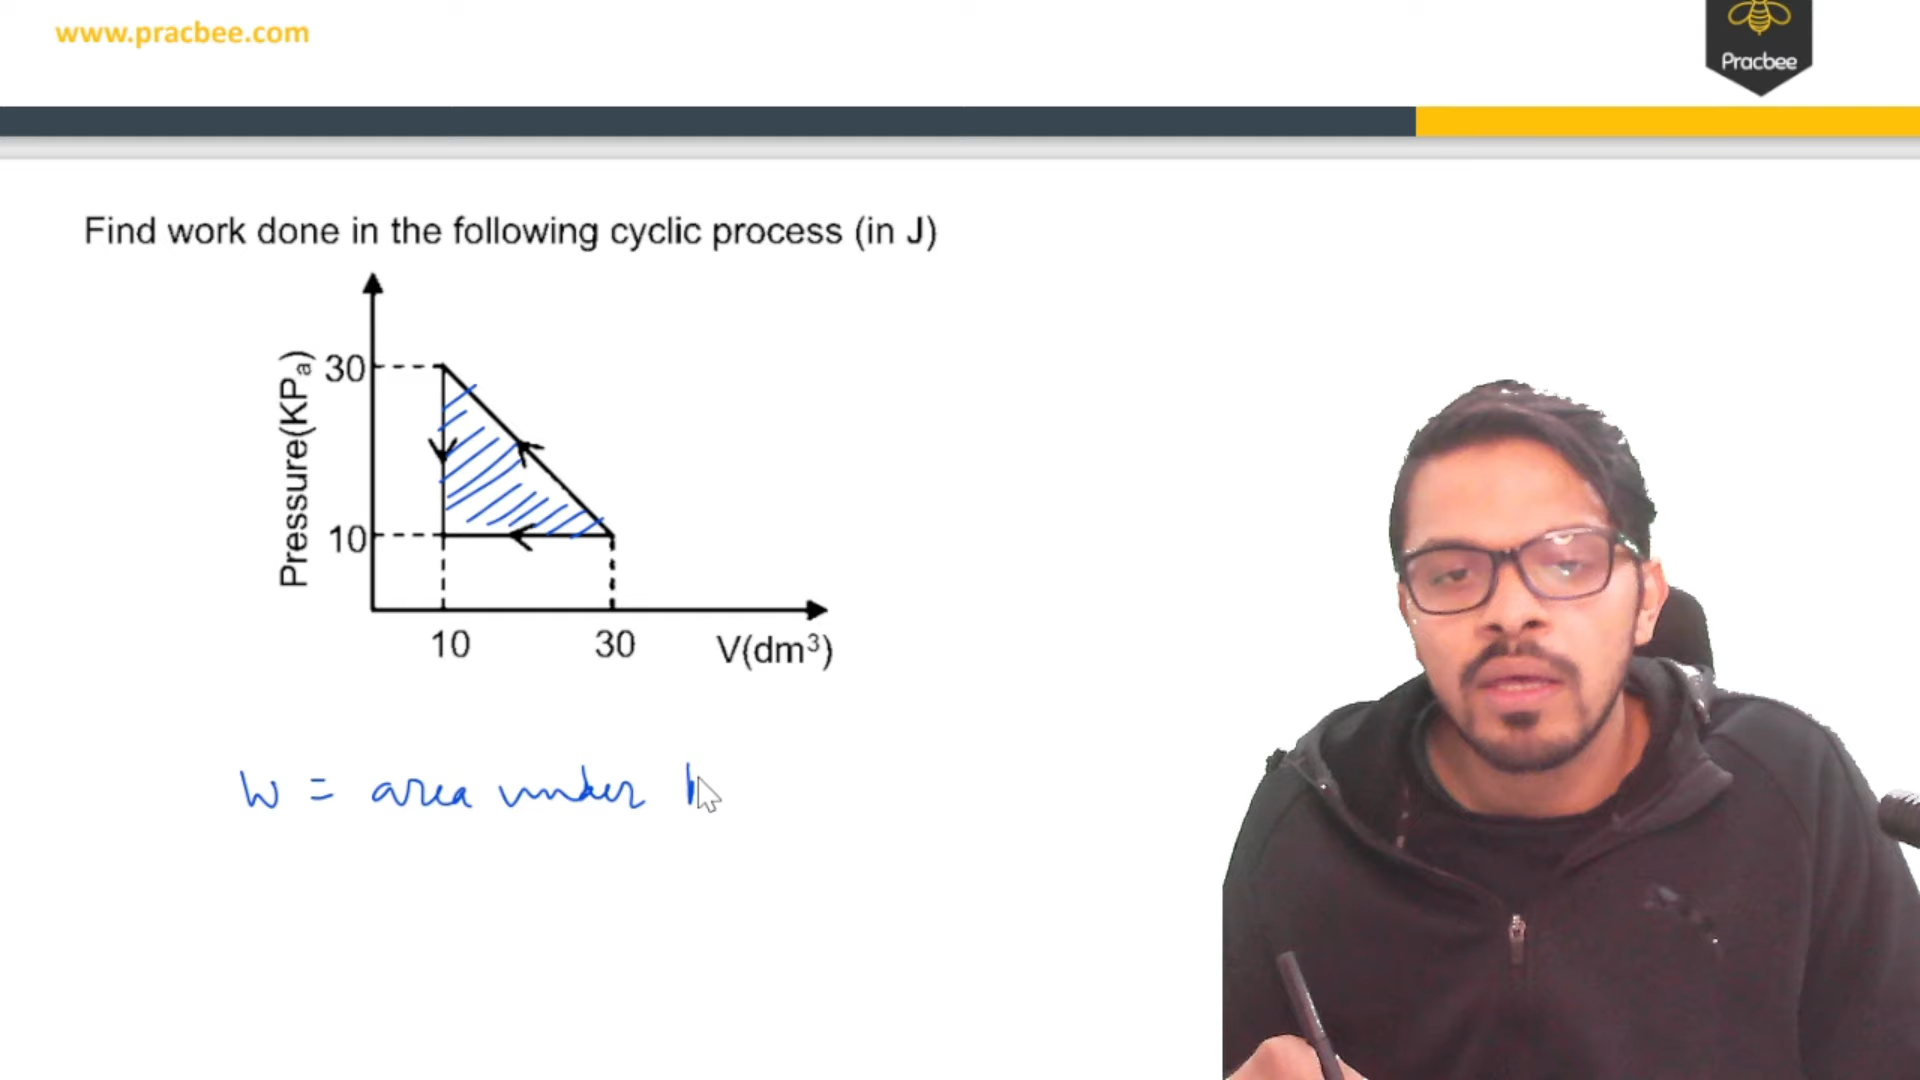 www.pracbee.com
Pracbee
Find work done in the following cyclic process (in J)
Pressure(KPa)
30
10
10
30
V(dm³)
W = area under